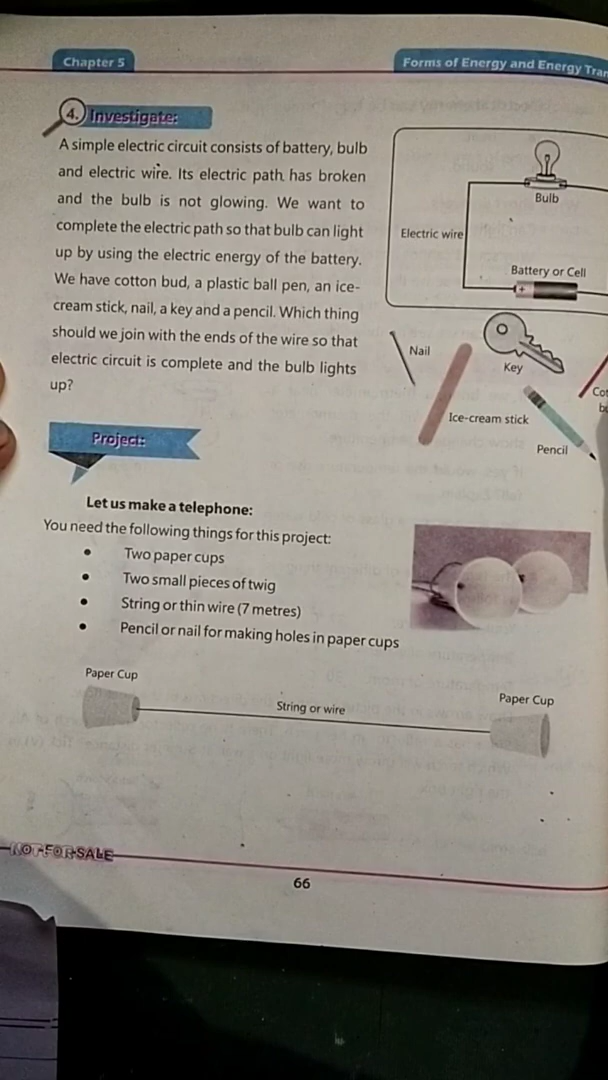 Chapter 5
Forms of Energy and Energy
4. Investigate:
A simple electric circuit consists of battery, bulb
and electric wire. Its electric path has broken
and the bulb is not glowing. We want to
complete the electric path so that bulb can light
up by using the electric energy of the battery.
We have cotton bud, a plastic ball pen, an ice-
cream stick, nail, a key and a pencil. Which thing
should we join with the ends of the wire so that
electric circuit is complete and the bulb lights
up?
Bulb
Electric wire
Battery or Cell
+
Nail
Key
Ice-cream stick
Pencil
Project:
Let us make a telephone:
You need the following things for this project:
• Two paper cups
• Two small pieces of twig
• String or thin wire (7 metres)
• Pencil or nail for making holes in paper cups
Paper Cup
String or wire
Paper Cup
NOT FOR SALE
66